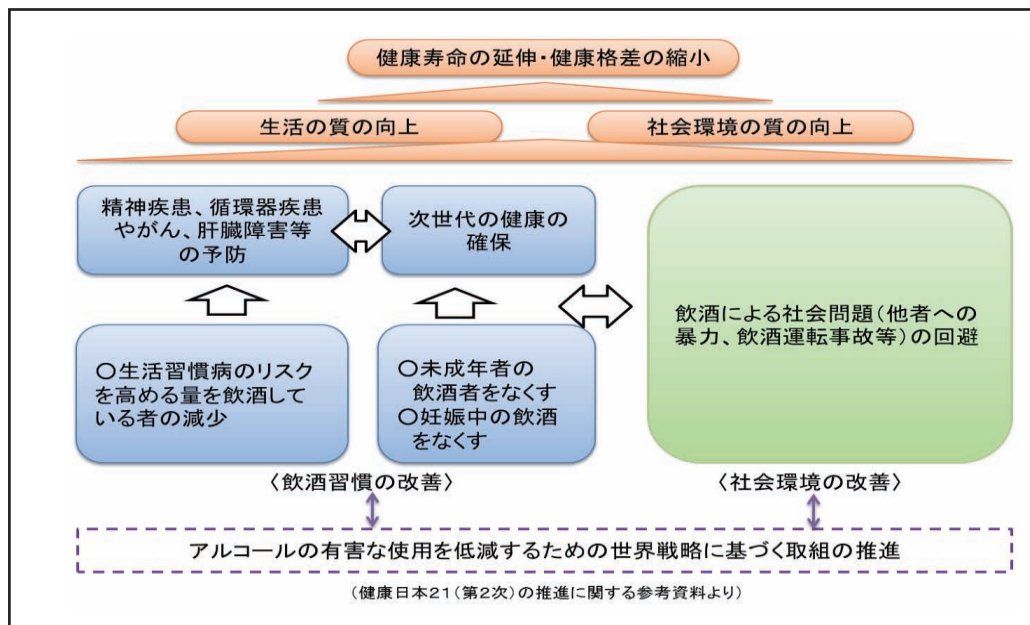 健康寿命の延伸・健康格差の縮小
生活の質の向上
社会環境の質の向上
精神疾患、循環器疾患
やがん、肝臓障害等
の予防
次世代の健康の
確保
飲酒による社会問題(他者への
暴力、飲酒運転事故等)の回避
○生活習慣病のリスク
を高める量を飲酒して
いる者の減少
○未成年者の
飲酒者をなくす
○妊娠中の飲酒
をなくす
〈飲酒習慣の改善〉
〈社会環境の改善〉
アルコールの有害な使用を低減するための世界戦略に基づく取組の推進
(健康日本21(第2次)の推進に関する参考資料より)